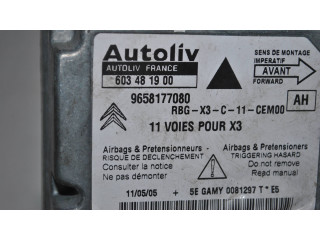 Autoliv
AUTOLIV FRANCE
603 48 19 00
SENS DE MONTAGE
IMPERATIF
AVANT
FORWARD
9658177080
RBG-X3-C-11-CEM00
AH
11 VOIES POUR X3
Airbags & Pretensionneurs
RISQUE DE DECLENCHEMENT
Consulter la notice
Ne pas démonter
Airbags & Pretensioners
TRIGGERING HASARD
Do not remove
Read manual
11/05/05 + 5E GAMY 0081297 T* E5